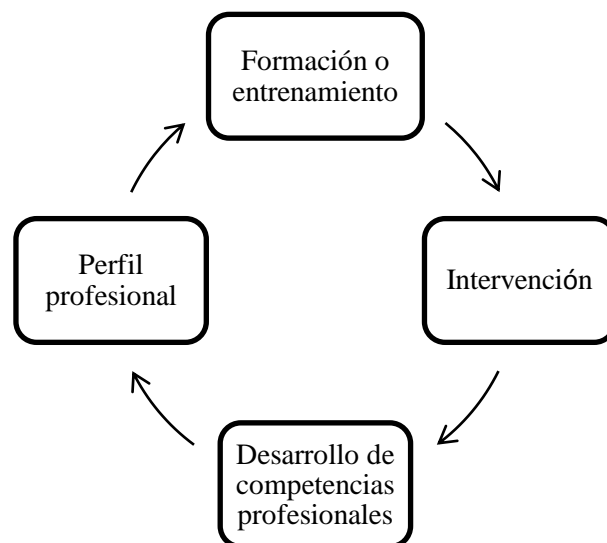 Formación o
entrenamiento
Intervención
Desarrollo de
competencias
profesionales
Perfil
profesional